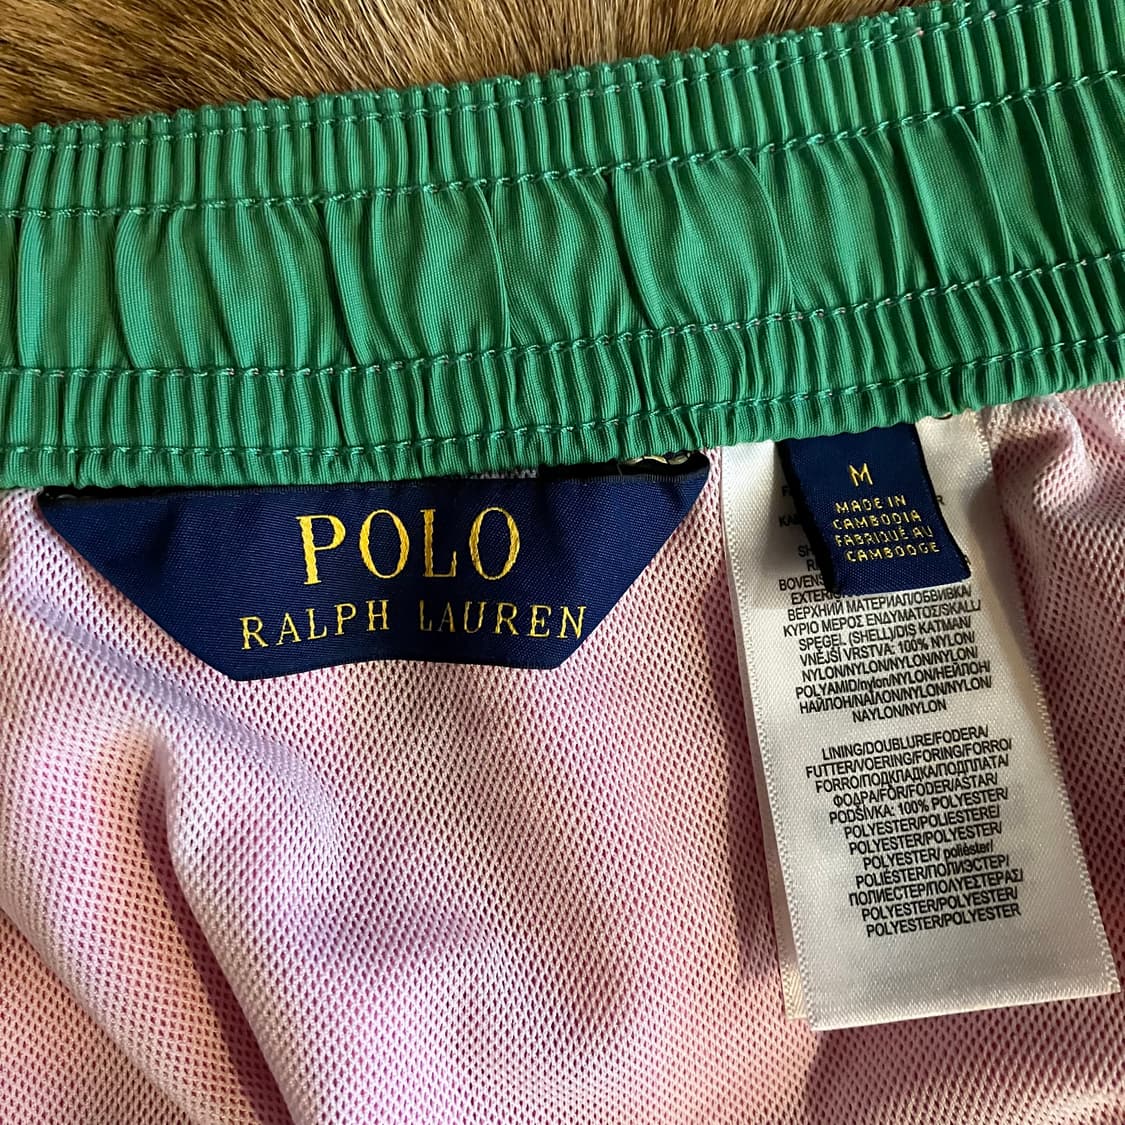 POLO
RALPH LAUREN
M
MADE IN
CAMBODIA
FABRIQUÉ AU
CAMBODGE
BOVENS
EXTERIO
ВЕРХНИЙ МАТЕРИАЛ/ОБВИВКА/
ΚΥΡΙΟ ΜΕΡΟΣ ΕΝΔΥΜΑΤΟΣ/SKALL/
SPEGEL (SHELL)/DIŞ KATMAN/
VNĚJŠÍ VRSTVA: 100% NYLON/
NYLON/NYLON/NYLON/NYLON/
POLYAMID/nylon/NYLON/НЕЙЛОН/
НАЙЛОН/ΝΑΪΛΟΝ/NYLON/NYLON/
NAYLON/NYLON
LINING/DOUBLURE/FODERA/
FUTTER/VOERING/FORING/FORRO/
FORRO/ПОДКЛАДКА/ПОДПЛАТА/
ΦΟΔΡΑ/FÔR/FODER/ASTAR/
PODŠÍVKA: 100% POLYESTER/
POLYESTER/POLIESTERE/
POLYESTER/POLYESTER/
POLYESTER/ poliéster/
POLIÉSTER/ПОЛИЭСТЕР/
ПОЛИЕСТЕР/ΠΟΛΥΕΣΤΕΡΑΣ/
POLYESTER/POLYESTER/
POLYESTER/POLYESTER